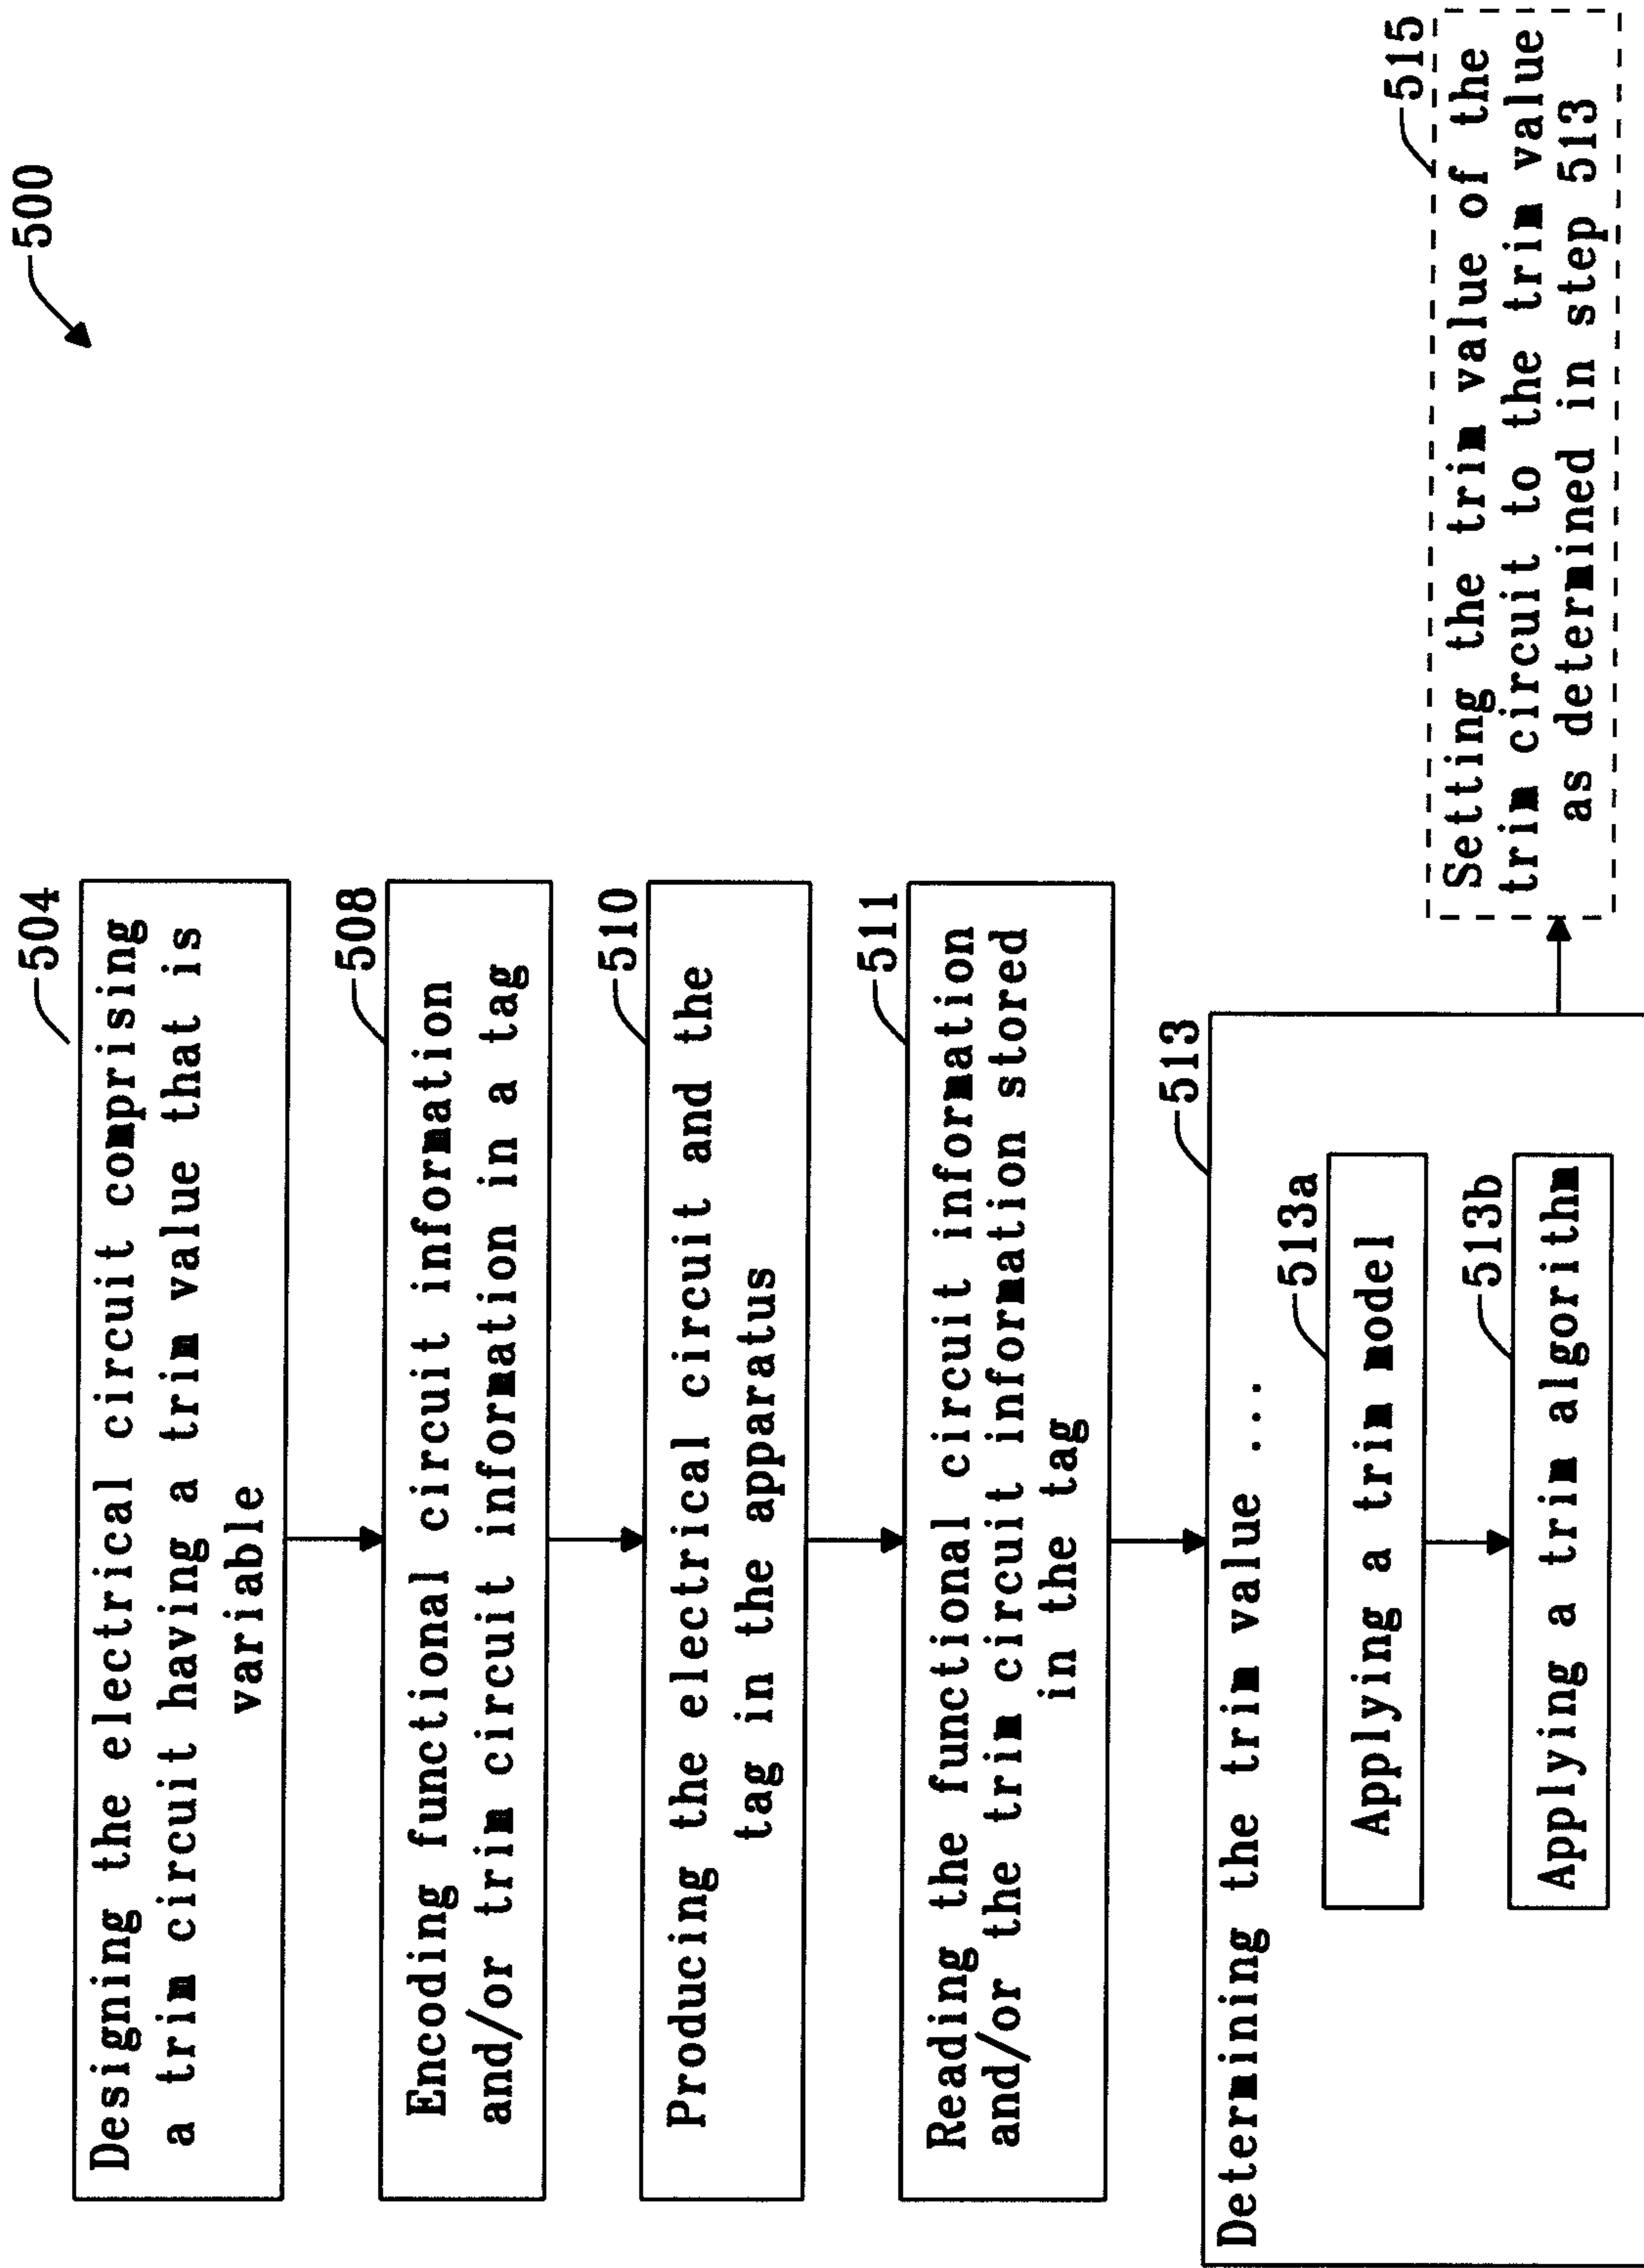 500
504
Designing the electrical circuit comprising
a trim circuit having a trim value that is
variable
508
Encoding functional circuit information
and/or trim circuit information in a tag
510
Producing the electrical circuit and the
tag in the apparatus
511
Reading the functional circuit information
and/or the trim circuit information stored
in the tag
513
Determining the trim value ...
513a
Applying a trim model
513b
Applying a trim algorithm
515
Setting the trim value of the
trim circuit to the trim value
as determined in step 513